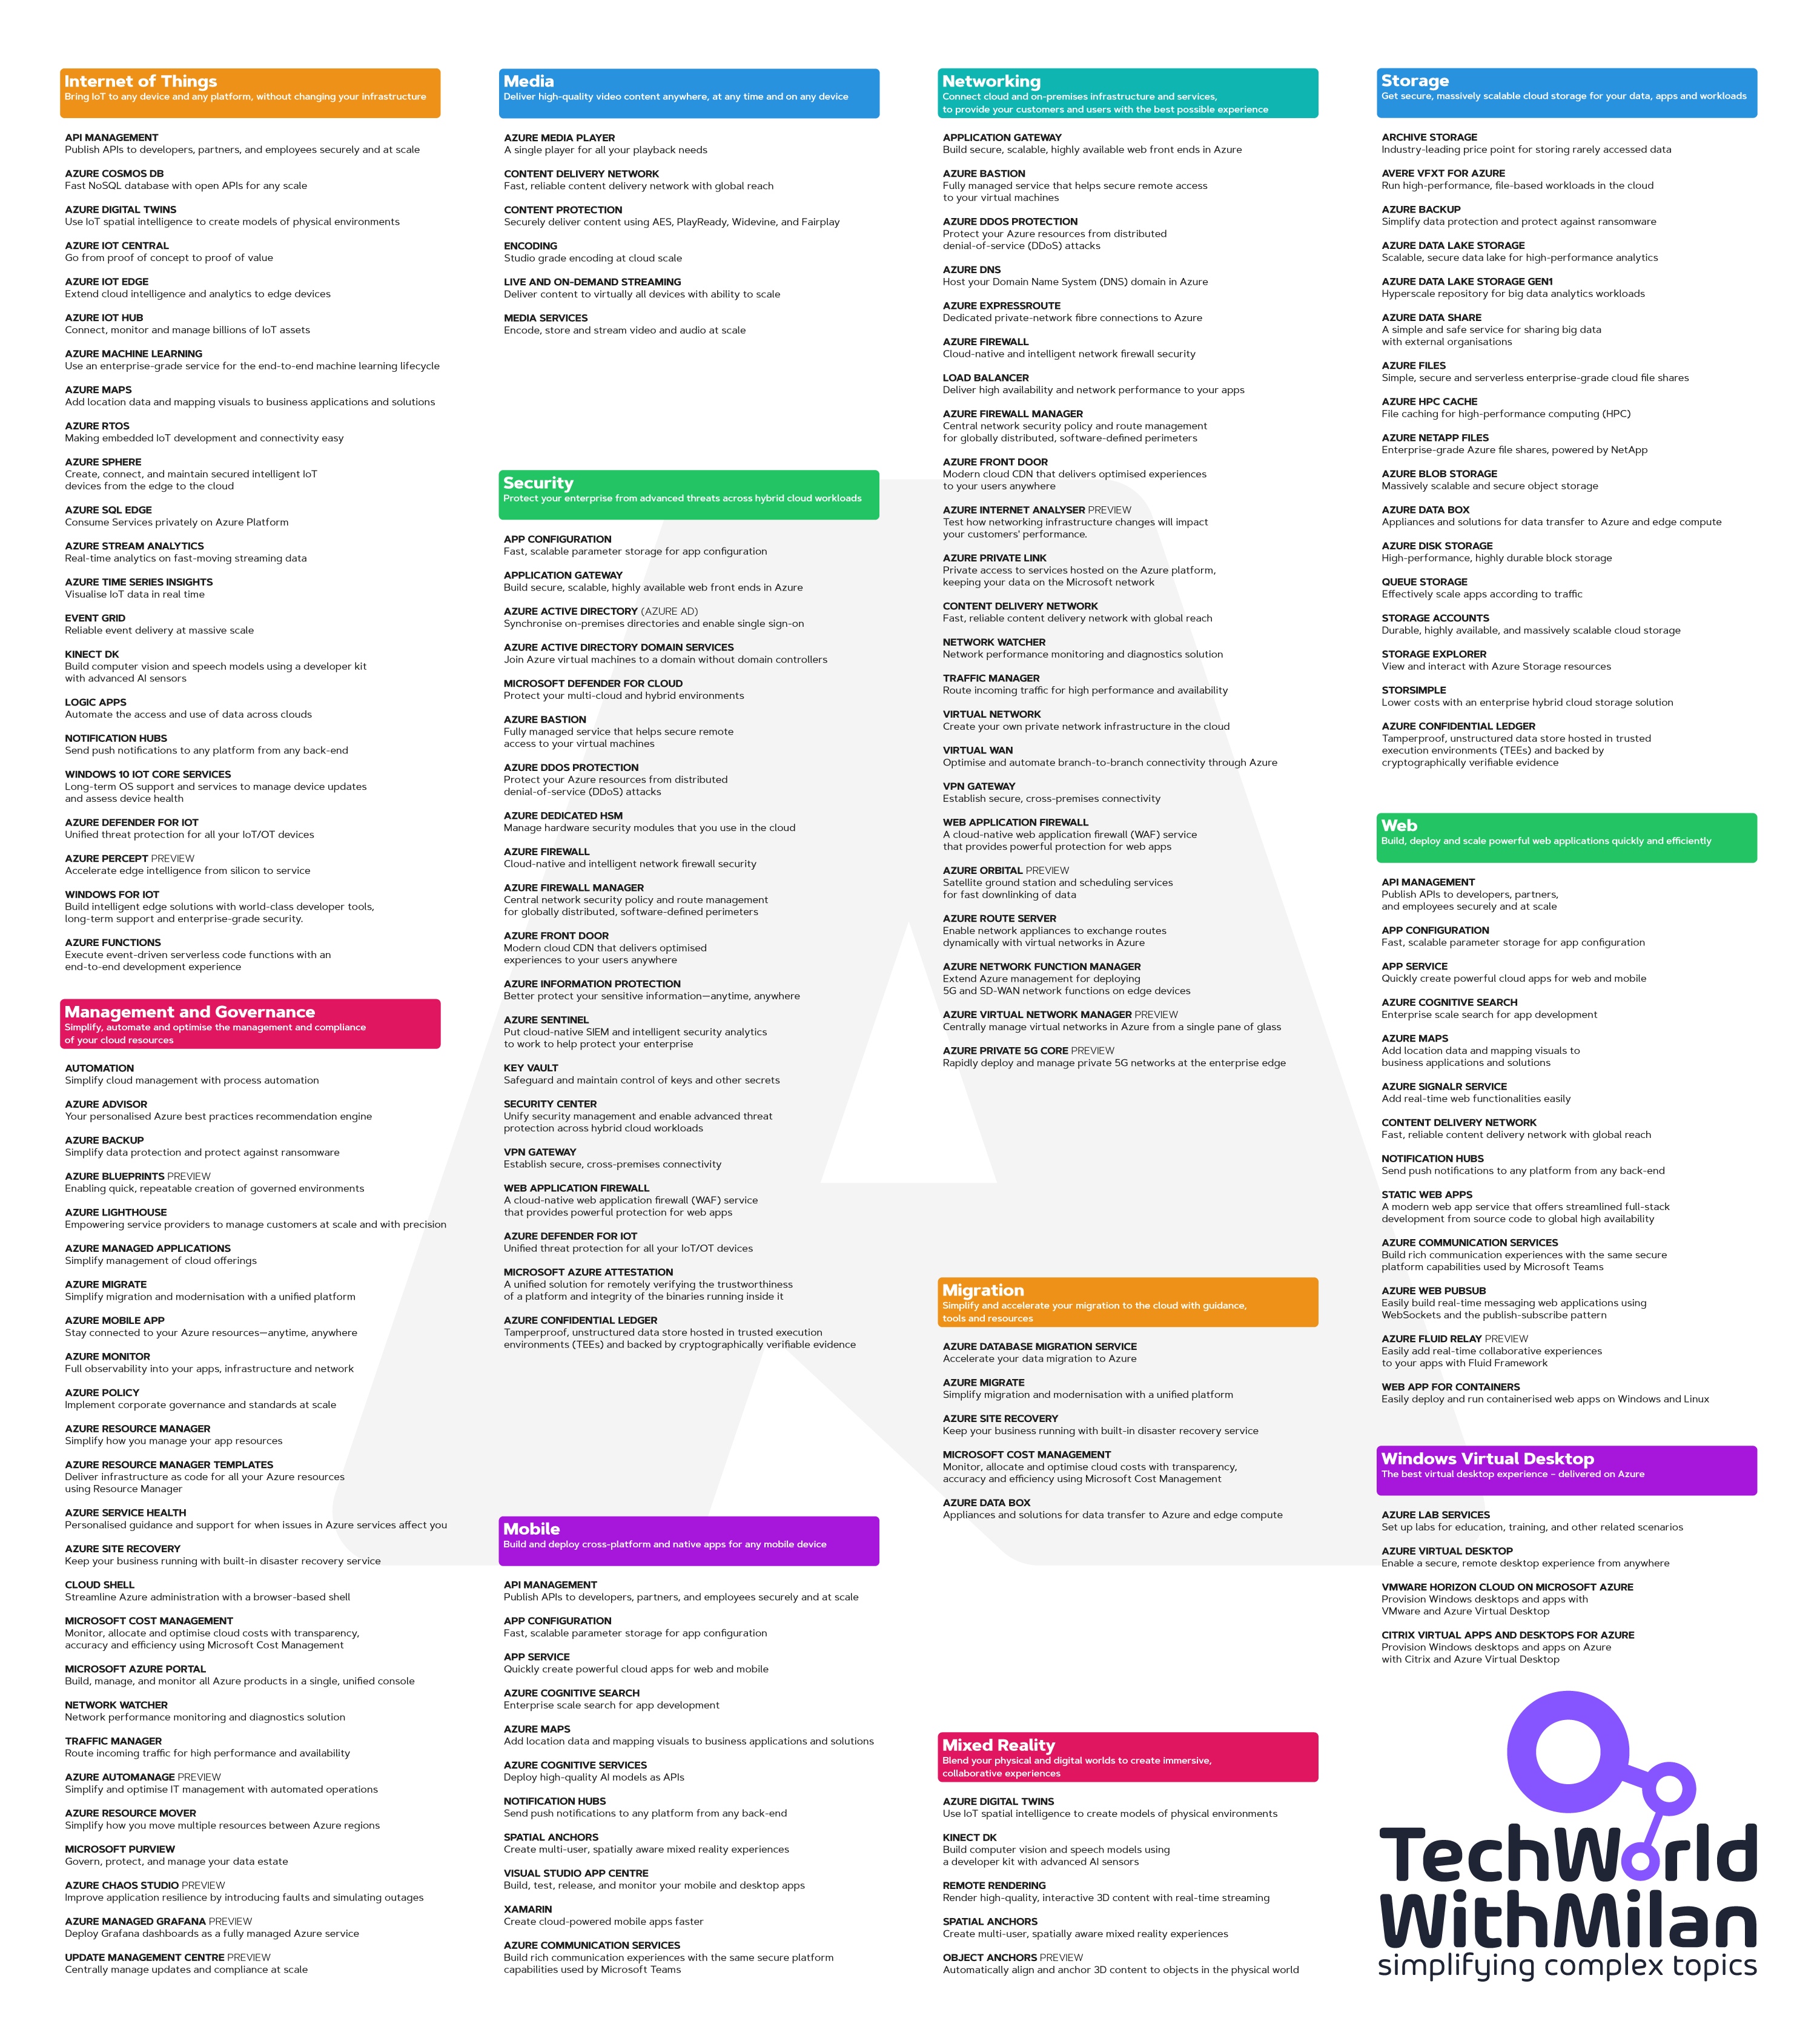 Internet of Things
Bring IoT to any device and any platform, without changing your infrastructure
API MANAGEMENT
Publish APIs to developers, partners, and employees securely and at scale
AZURE COSMOS DB
Fast NoSQL database with open APIs for any scale
AZURE DIGITAL TWINS
Use IoT spatial intelligence to create models of physical environments
AZURE IOT CENTRAL
Go from proof of concept to proof of value
AZURE IOT EDGE
Extend cloud intelligence and analytics to edge devices
AZURE IOT HUB
Connect, monitor and manage billions of IoT assets
AZURE MACHINE LEARNING
Use an enterprise-grade service for the end-to-end machine learning lifecycle
AZURE MAPS
Add location data and mapping visuals to business applications and solutions
AZURE RTOS
Making embedded IoT development and connectivity easy
AZURE SPHERE
Create, connect, and maintain secured intelligent IoT
devices from the edge to the cloud
AZURE SQL EDGE
Consume Services privately on Azure Platform
AZURE STREAM ANALYTICS
Real-time analytics on fast-moving streaming data
AZURE TIME SERIES INSIGHTS
Visualise IoT data in real time
EVENT GRID
Reliable event delivery at massive scale
KINECT DK
Build computer vision and speech models using a developer kit
with advanced AI sensors
LOGIC APPS
Automate the access and use of data across clouds
NOTIFICATION HUBS
Send push notifications to any platform from any back-end
WINDOWS 10 IOT CORE SERVICES
Long-term OS support and services to manage device updates
and assess device health
AZURE DEFENDER FOR IOT
Unified threat protection for all your IoT/OT devices
AZURE PERCEPT PREVIEW
Accelerate edge intelligence from silicon to service
WINDOWS FOR IOT
Build intelligent edge solutions with world-class developer tools,
long-term support and enterprise-grade security.
AZURE FUNCTIONS
Execute event-driven serverless code functions with an
end-to-end development experience
Management and Governance
Simplify, automate and optimise the management and compliance
of your cloud resources
AUTOMATION
Simplify cloud management with process automation
AZURE ADVISOR
Your personalised Azure best practices recommendation engine
AZURE BACKUP
Simplify data protection and protect against ransomware
AZURE BLUEPRINTS PREVIEW
Enabling quick, repeatable creation of governed environments
AZURE LIGHTHOUSE
Empowering service providers to manage customers at scale and with precision
AZURE MANAGED APPLICATIONS
Simplify management of cloud offerings
AZURE MIGRATE
Simplify migration and modernisation with a unified platform
AZURE MOBILE APP
Stay connected to your Azure resources—anytime, anywhere
AZURE MONITOR
Full observability into your apps, infrastructure and network
AZURE POLICY
Implement corporate governance and standards at scale
AZURE RESOURCE MANAGER
Simplify how you manage your app resources
AZURE RESOURCE MANAGER TEMPLATES
Deliver infrastructure as code for all your Azure resources
using Resource Manager
AZURE SERVICE HEALTH
Personalised guidance and support for when issues in Azure services affect you
AZURE SITE RECOVERY
Keep your business running with built-in disaster recovery service
CLOUD SHELL
Streamline Azure administration with a browser-based shell
MICROSOFT COST MANAGEMENT
Monitor, allocate and optimise cloud costs with transparency,
accuracy and efficiency using Microsoft Cost Management
MICROSOFT AZURE PORTAL
Build, manage, and monitor all Azure products in a single, unified console
NETWORK WATCHER
Network performance monitoring and diagnostics solution
TRAFFIC MANAGER
Route incoming traffic for high performance and availability
AZURE AUTOMANAGE PREVIEW
Simplify and optimise IT management with automated operations
AZURE RESOURCE MOVER
Simplify how you move multiple resources between Azure regions
MICROSOFT PURVIEW
Govern, protect, and manage your data estate
AZURE CHAOS STUDIO PREVIEW
Improve application resilience by introducing faults and simulating outages
AZURE MANAGED GRAFANA PREVIEW
Deploy Grafana dashboards as a fully managed Azure service
UPDATE MANAGEMENT CENTRE PREVIEW
Centrally manage updates and compliance at scale
Media
Deliver high-quality video content anywhere, at any time and on any device
AZURE MEDIA PLAYER
A single player for all your playback needs
CONTENT DELIVERY NETWORK
Fast, reliable content delivery network with global reach
CONTENT PROTECTION
Securely deliver content using AES, PlayReady, Widevine, and Fairplay
ENCODING
Studio grade encoding at cloud scale
LIVE AND ON-DEMAND STREAMING
Deliver content to virtually all devices with ability to scale
MEDIA SERVICES
Encode, store and stream video and audio at scale
Security
Protect your enterprise from advanced threats across hybrid cloud workloads
APP CONFIGURATION
Fast, scalable parameter storage for app configuration
APPLICATION GATEWAY
Build secure, scalable, highly available web front ends in Azure
AZURE ACTIVE DIRECTORY (AZURE AD)
Synchronise on-premises directories and enable single sign-on
AZURE ACTIVE DIRECTORY DOMAIN SERVICES
Join Azure virtual machines to a domain without domain controllers
MICROSOFT DEFENDER FOR CLOUD
Protect your multi-cloud and hybrid environments
AZURE BASTION
Fully managed service that helps secure remote
access to your virtual machines
AZURE DDOS PROTECTION
Protect your Azure resources from distributed
denial-of-service (DDoS) attacks
AZURE DEDICATED HSM
Manage hardware security modules that you use in the cloud
AZURE FIREWALL
Cloud-native and intelligent network firewall security
AZURE FIREWALL MANAGER
Central network security policy and route management
for globally distributed, software-defined perimeters
AZURE FRONT DOOR
Modern cloud CDN that delivers optimised
experiences to your users anywhere
AZURE INFORMATION PROTECTION
Better protect your sensitive information—anytime, anywhere
AZURE SENTINEL
Put cloud-native SIEM and intelligent security analytics
to work to help protect your enterprise
KEY VAULT
Safeguard and maintain control of keys and other secrets
SECURITY CENTER
Unify security management and enable advanced threat
protection across hybrid cloud workloads
VPN GATEWAY
Establish secure, cross-premises connectivity
WEB APPLICATION FIREWALL
A cloud-native web application firewall (WAF) service
that provides powerful protection for web apps
AZURE DEFENDER FOR IOT
Unified threat protection for all your IoT/OT devices
MICROSOFT AZURE ATTESTATION
A unified solution for remotely verifying the trustworthiness
of a platform and integrity of the binaries running inside it
AZURE CONFIDENTIAL LEDGER
Tamperproof, unstructured data store hosted in trusted execution
environments (TEEs) and backed by cryptographically verifiable evidence
Mobile
Build and deploy cross-platform and native apps for any mobile device
API MANAGEMENT
Publish APIs to developers, partners, and employees securely and at scale
APP CONFIGURATION
Fast, scalable parameter storage for app configuration
APP SERVICE
Quickly create powerful cloud apps for web and mobile
AZURE COGNITIVE SEARCH
Enterprise scale search for app development
AZURE MAPS
Add location data and mapping visuals to business applications and solutions
AZURE COGNITIVE SERVICES
Deploy high-quality AI models as APIs
NOTIFICATION HUBS
Send push notifications to any platform from any back-end
SPATIAL ANCHORS
Create multi-user, spatially aware mixed reality experiences
VISUAL STUDIO APP CENTRE
Build, test, release, and monitor your mobile and desktop apps
XAMARIN
Create cloud-powered mobile apps faster
AZURE COMMUNICATION SERVICES
Build rich communication experiences with the same secure platform
capabilities used by Microsoft Teams
Networking
Connect cloud and on-premises infrastructure and services,
to provide your customers and users with the best possible experience
APPLICATION GATEWAY
Build secure, scalable, highly available web front ends in Azure
AZURE BASTION
Fully managed service that helps secure remote access
to your virtual machines
AZURE DDOS PROTECTION
Protect your Azure resources from distributed
denial-of-service (DDoS) attacks
AZURE DNS
Host your Domain Name System (DNS) domain in Azure
AZURE EXPRESSROUTE
Dedicated private-network fibre connections to Azure
AZURE FIREWALL
Cloud-native and intelligent network firewall security
LOAD BALANCER
Deliver high availability and network performance to your apps
AZURE FIREWALL MANAGER
Central network security policy and route management
for globally distributed, software-defined perimeters
AZURE FRONT DOOR
Modern cloud CDN that delivers optimised experiences
to your users anywhere
AZURE INTERNET ANALYSER PREVIEW
Test how networking infrastructure changes will impact
your customers' performance.
AZURE PRIVATE LINK
Private access to services hosted on the Azure platform,
keeping your data on the Microsoft network
CONTENT DELIVERY NETWORK
Fast, reliable content delivery network with global reach
NETWORK WATCHER
Network performance monitoring and diagnostics solution
TRAFFIC MANAGER
Route incoming traffic for high performance and availability
VIRTUAL NETWORK
Create your own private network infrastructure in the cloud
VIRTUAL WAN
Optimise and automate branch-to-branch connectivity through Azure
VPN GATEWAY
Establish secure, cross-premises connectivity
WEB APPLICATION FIREWALL
A cloud-native web application firewall (WAF) service
that provides powerful protection for web apps
AZURE ORBITAL PREVIEW
Satellite ground station and scheduling services
for fast downlinking of data
AZURE ROUTE SERVER
Enable network appliances to exchange routes
dynamically with virtual networks in Azure
AZURE NETWORK FUNCTION MANAGER
Extend Azure management for deploying
5G and SD-WAN network functions on edge devices
AZURE VIRTUAL NETWORK MANAGER PREVIEW
Centrally manage virtual networks in Azure from a single pane of glass
AZURE PRIVATE 5G CORE PREVIEW
Rapidly deploy and manage private 5G networks at the enterprise edge
Migration
Simplify and accelerate your migration to the cloud with guidance,
tools and resources
AZURE DATABASE MIGRATION SERVICE
Accelerate your data migration to Azure
AZURE MIGRATE
Simplify migration and modernisation with a unified platform
AZURE SITE RECOVERY
Keep your business running with built-in disaster recovery service
MICROSOFT COST MANAGEMENT
Monitor, allocate and optimise cloud costs with transparency,
accuracy and efficiency using Microsoft Cost Management
AZURE DATA BOX
Appliances and solutions for data transfer to Azure and edge compute
Mixed Reality
Blend your physical and digital worlds to create immersive,
collaborative experiences
AZURE DIGITAL TWINS
Use IoT spatial intelligence to create models of physical environments
KINECT DK
Build computer vision and speech models using
a developer kit with advanced AI sensors
REMOTE RENDERING
Render high-quality, interactive 3D content with real-time streaming
SPATIAL ANCHORS
Create multi-user, spatially aware mixed reality experiences
OBJECT ANCHORS PREVIEW
Automatically align and anchor 3D content to objects in the physical world
Storage
Get secure, massively scalable cloud storage for your data, apps and workloads
ARCHIVE STORAGE
Industry-leading price point for storing rarely accessed data
AVERE VFXT FOR AZURE
Run high-performance, file-based workloads in the cloud
AZURE BACKUP
Simplify data protection and protect against ransomware
AZURE DATA LAKE STORAGE
Scalable, secure data lake for high-performance analytics
AZURE DATA LAKE STORAGE GEN1
Hyperscale repository for big data analytics workloads
AZURE DATA SHARE
A simple and safe service for sharing big data
with external organisations
AZURE FILES
Simple, secure and serverless enterprise-grade cloud file shares
AZURE HPC CACHE
File caching for high-performance computing (HPC)
AZURE NETAPP FILES
Enterprise-grade Azure file shares, powered by NetApp
AZURE BLOB STORAGE
Massively scalable and secure object storage
AZURE DATA BOX
Appliances and solutions for data transfer to Azure and edge compute
AZURE DISK STORAGE
High-performance, highly durable block storage
QUEUE STORAGE
Effectively scale apps according to traffic
STORAGE ACCOUNTS
Durable, highly available, and massively scalable cloud storage
STORAGE EXPLORER
View and interact with Azure Storage resources
STORSIMPLE
Lower costs with an enterprise hybrid cloud storage solution
AZURE CONFIDENTIAL LEDGER
Tamperproof, unstructured data store hosted in trusted
execution environments (TEEs) and backed by
cryptographically verifiable evidence
Web
Build, deploy and scale powerful web applications quickly and efficiently
API MANAGEMENT
Publish APIs to developers, partners,
and employees securely and at scale
APP CONFIGURATION
Fast, scalable parameter storage for app configuration
APP SERVICE
Quickly create powerful cloud apps for web and mobile
AZURE COGNITIVE SEARCH
Enterprise scale search for app development
AZURE MAPS
Add location data and mapping visuals to
business applications and solutions
AZURE SIGNALR SERVICE
Add real-time web functionalities easily
CONTENT DELIVERY NETWORK
Fast, reliable content delivery network with global reach
NOTIFICATION HUBS
Send push notifications to any platform from any back-end
STATIC WEB APPS
A modern web app service that offers streamlined full-stack
development from source code to global high availability
AZURE COMMUNICATION SERVICES
Build rich communication experiences with the same secure
platform capabilities used by Microsoft Teams
AZURE WEB PUBSUB
Easily build real-time messaging web applications using
WebSockets and the publish-subscribe pattern
AZURE FLUID RELAY PREVIEW
Easily add real-time collaborative experiences
to your apps with Fluid Framework
WEB APP FOR CONTAINERS
Easily deploy and run containerised web apps on Windows and Linux
Windows Virtual Desktop
The best virtual desktop experience – delivered on Azure
AZURE LAB SERVICES
Set up labs for education, training, and other related scenarios
AZURE VIRTUAL DESKTOP
Enable a secure, remote desktop experience from anywhere
VMWARE HORIZON CLOUD ON MICROSOFT AZURE
Provision Windows desktops and apps with
VMware and Azure Virtual Desktop
CITRIX VIRTUAL APPS AND DESKTOPS FOR AZURE
Provision Windows desktops and apps on Azure
with Citrix and Azure Virtual Desktop
TechWorld
WithMilan
simplifying complex topics